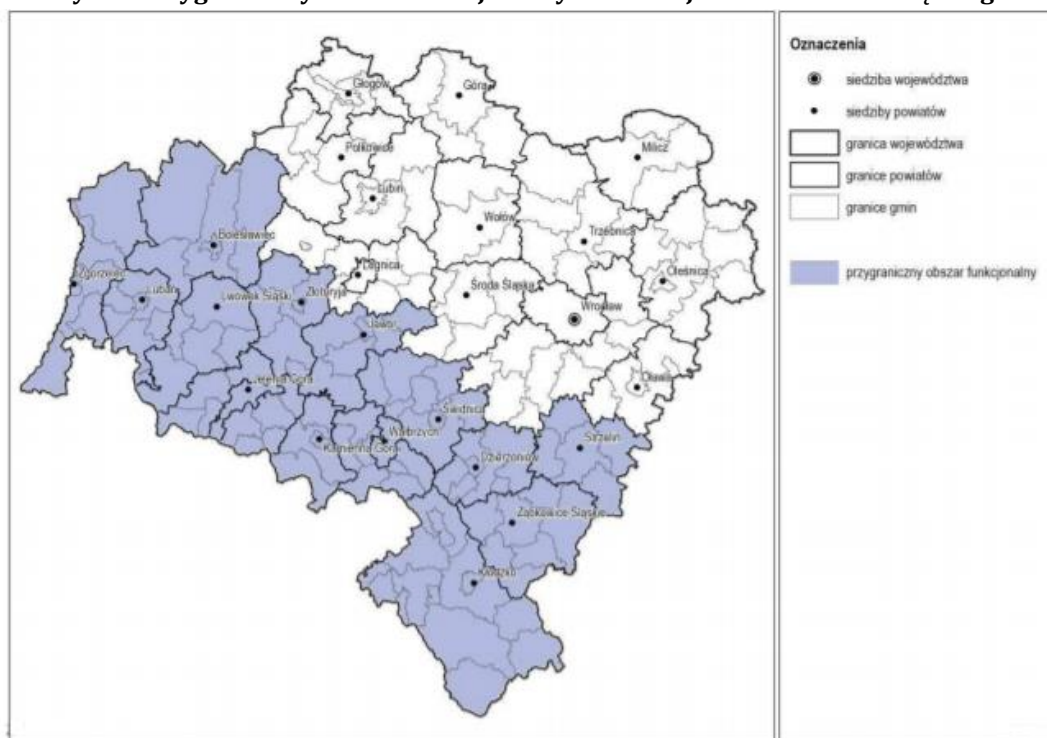 Oznaczenia
siedziba województwa
siedziby powiatów
granica województwa
granice powiatów
granice gmin
przygraniczny obszar funkcjonalny
Głogów
Góra
Polkowice
Milicz
Lubin
Wołów
Trzebnica
Bolesławiec
Legnica
Oleśnica
Zgorzelec
Lubań
Lwówek Śląski
Złotoryja
Środa Śląska
Wrocław
Jawor
Oława
Jelenia Góra
Świdnica
Kamienna Góra
Wałbrzych
Strzelin
Dzierżoniów
Ząbkowice Śląskie
Kłodzko